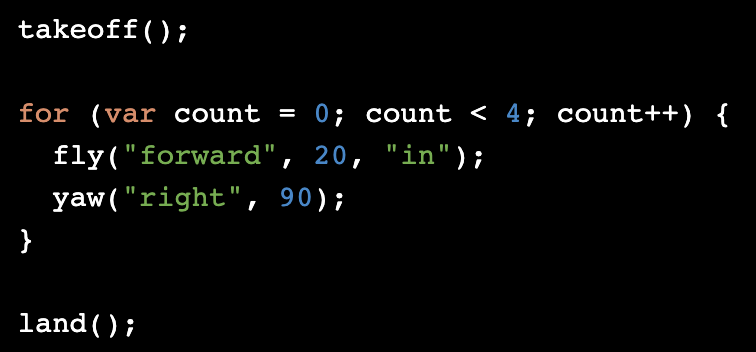 takeoff();
for (var count = 0; count < 4; count++) {
  fly("forward", 20, "in");
  yaw("right", 90);
}
land();